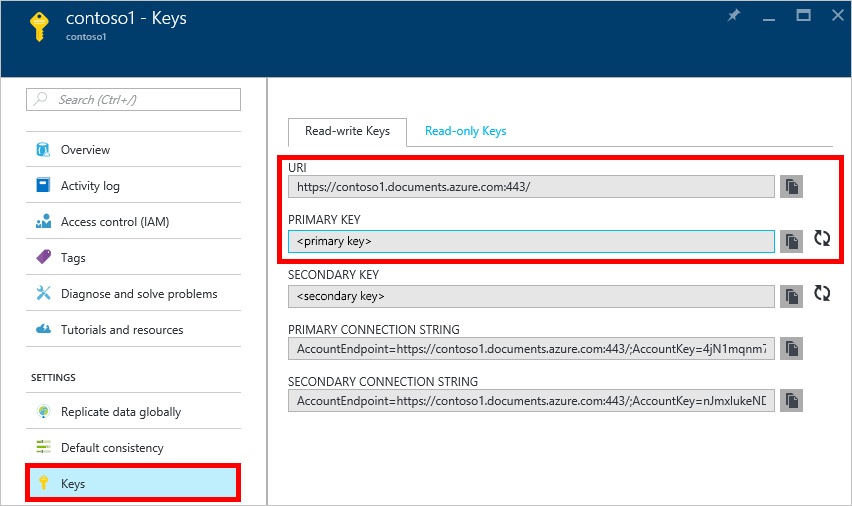 contoso1 - Keys
contoso1
Search (Ctrl+/)
Overview
Activity log
Access control (IAM)
Tags
Diagnose and solve problems
Tutorials and resources
SETTINGS
Replicate data globally
Default consistency
Keys
Read-write Keys
Read-only Keys
URI
https://contoso1.documents.azure.com:443/
PRIMARY KEY
<primary key>
SECONDARY KEY
<secondary key>
PRIMARY CONNECTION STRING
AccountEndpoint=https://contoso1.documents.azure.com:443/;AccountKey=4jN1mqnm7
SECONDARY CONNECTION STRING
AccountEndpoint=https://contoso1.documents.azure.com:443/;AccountKey=nJmxlukeND